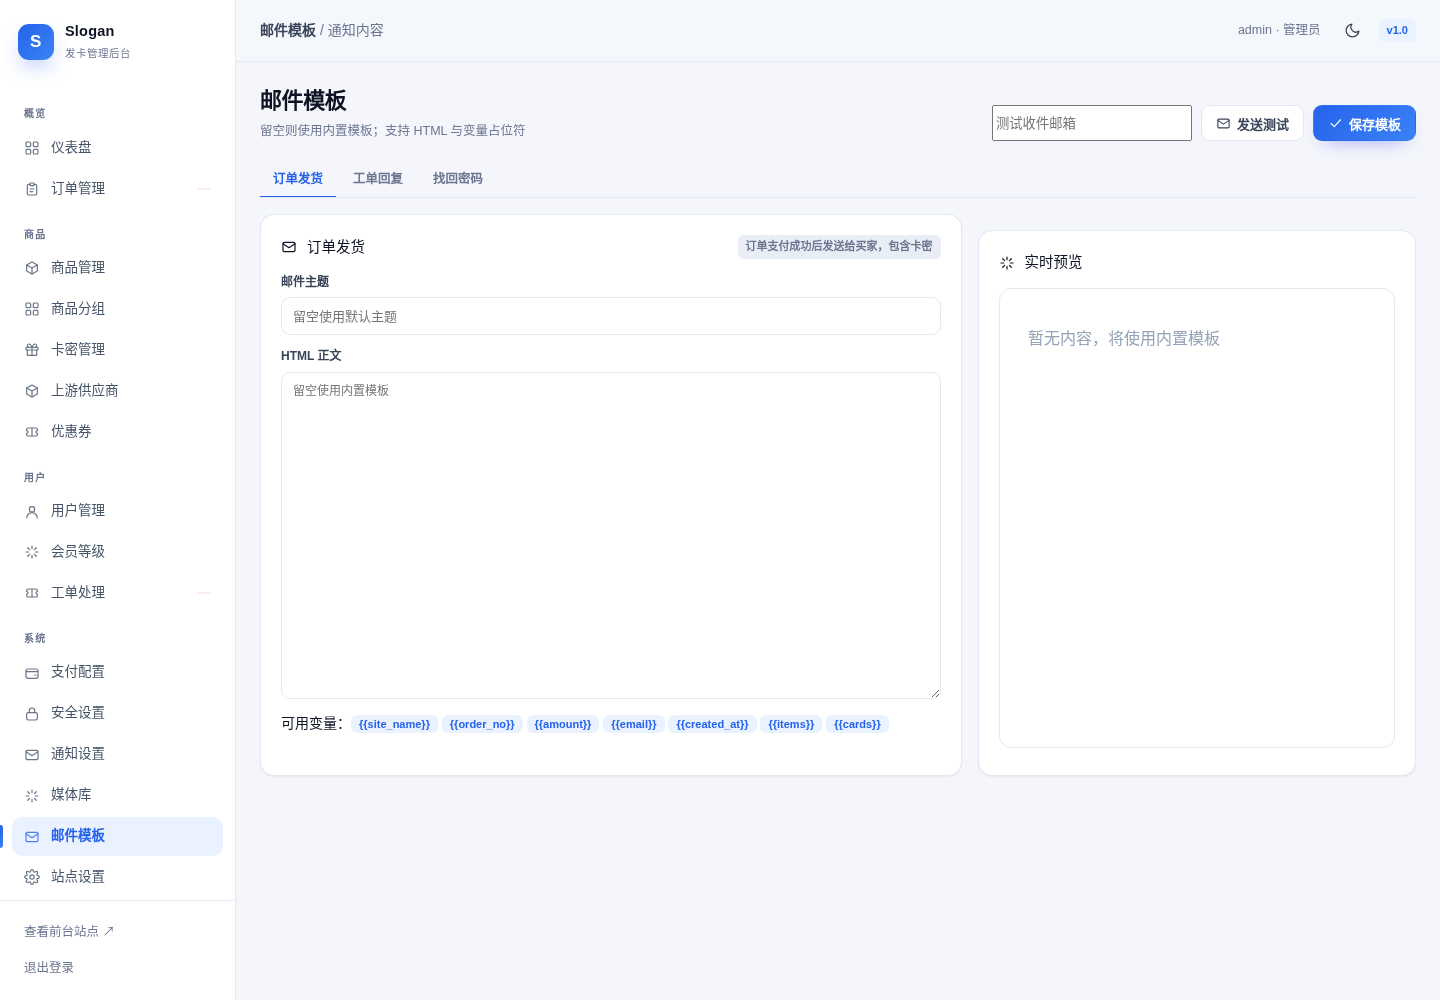 S
Slogan
发卡管理后台
概览
仪表盘
订单管理
商品
商品管理
商品分组
卡密管理
上游供应商
优惠券
用户
用户管理
会员等级
工单处理
系统
支付配置
安全设置
通知设置
媒体库
邮件模板
站点设置
查看前台站点 ↗
退出登录
邮件模板 / 通知内容
admin · 管理员
v1.0
邮件模板
留空则使用内置模板；支持 HTML 与变量占位符
测试收件邮箱
发送测试
保存模板
订单发货 工单回复 找回密码
订单发货
订单支付成功后发送给买家，包含卡密
邮件主题
留空使用默认主题
HTML 正文
留空使用内置模板
可用变量： {{site_name}} {{order_no}} {{amount}} {{email}} {{created_at}} {{items}} {{cards}}
实时预览
暂无内容，将使用内置模板